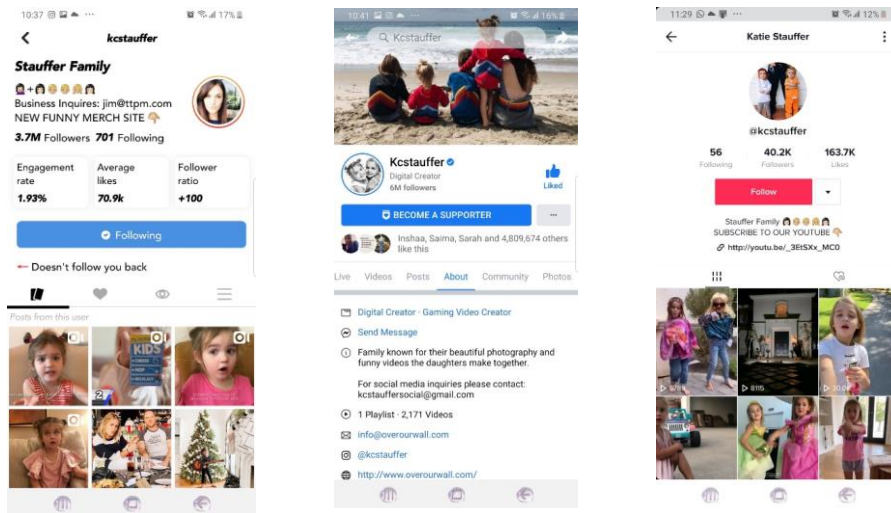 10:37
17%
kcstauffer
Stauffer Family
Business Inquires: jim@ttpm.com
NEW FUNNY MERCH SITE
3.7M Followers 701 Following
Engagement rate
1.93%
Average likes
70.9k
Follower ratio
+100
Following
Doesn't follow you back
Posts from this user
KIDS
10:41
16%
Kcstauffer
Kcstauffer
Digital Creator
6M followers
Liked
BECOME A SUPPORTER
Inshaa, Saima, Sarah and 4,809,674 others
like this
Live Videos Posts About Community Photos
Digital Creator · Gaming Video Creator
Send Message
Family known for their beautiful photography and
funny videos the daughters make together.
For social media inquiries please contact:
kcstauffersocial@gmail.com
1 Playlist · 2,171 Videos
info@overourwall.com
@kcstauffer
http://www.overourwall.com/
11:29
12%
Katie Stauffer
@kcstauffer
56 40.2K 163.7K
Following Followers Likes
Follow
Stauffer Family
SUBSCRIBE TO OUR YOUTUBE
http://youtu.be/_3EtSXx_MC0
8115